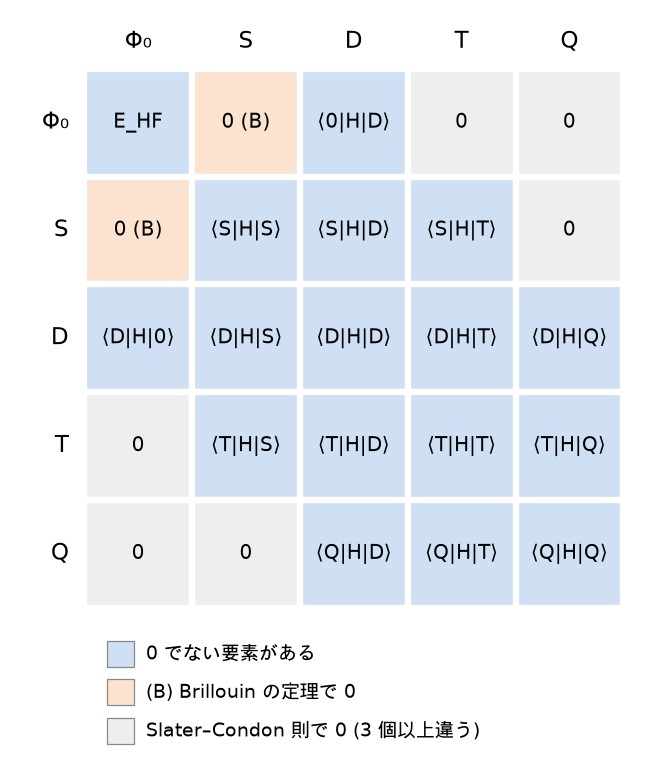 Φ₀ S D T Q
Φ₀ E_HF 0 (B) ⟨0|H|D⟩ 0 0
S 0 (B) ⟨S|H|S⟩ ⟨S|H|D⟩ ⟨S|H|T⟩ 0
D ⟨D|H|0⟩ ⟨D|H|S⟩ ⟨D|H|D⟩ ⟨D|H|T⟩ ⟨D|H|Q⟩
T 0 ⟨T|H|S⟩ ⟨T|H|D⟩ ⟨T|H|T⟩ ⟨T|H|Q⟩
Q 0 0 ⟨Q|H|D⟩ ⟨Q|H|T⟩ ⟨Q|H|Q⟩
0 でない要素がある
(B) Brillouin の定理で 0
Slater–Condon 則で 0 (3 個以上違う)